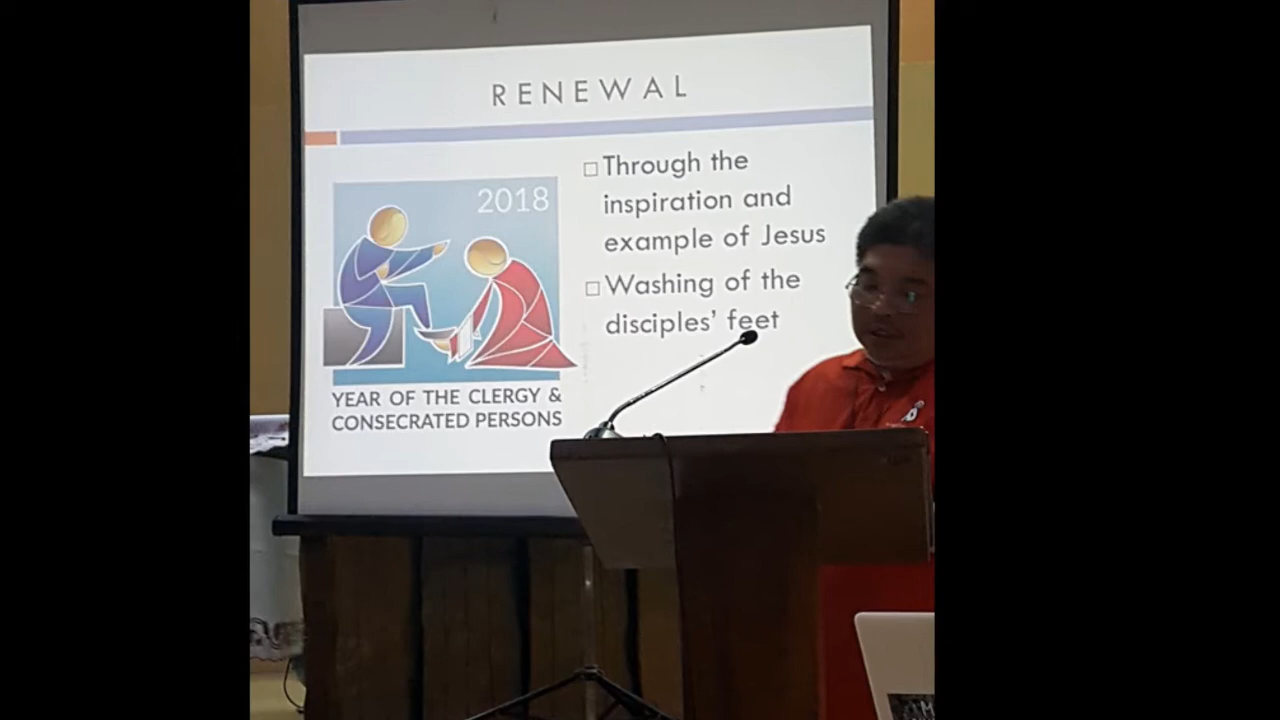 RENEWAL
2018
Through the
inspiration and
example of Jesus
Washing of the
disciples’ feet
YEAR OF THE CLERGY &
CONSECRATED PERSONS